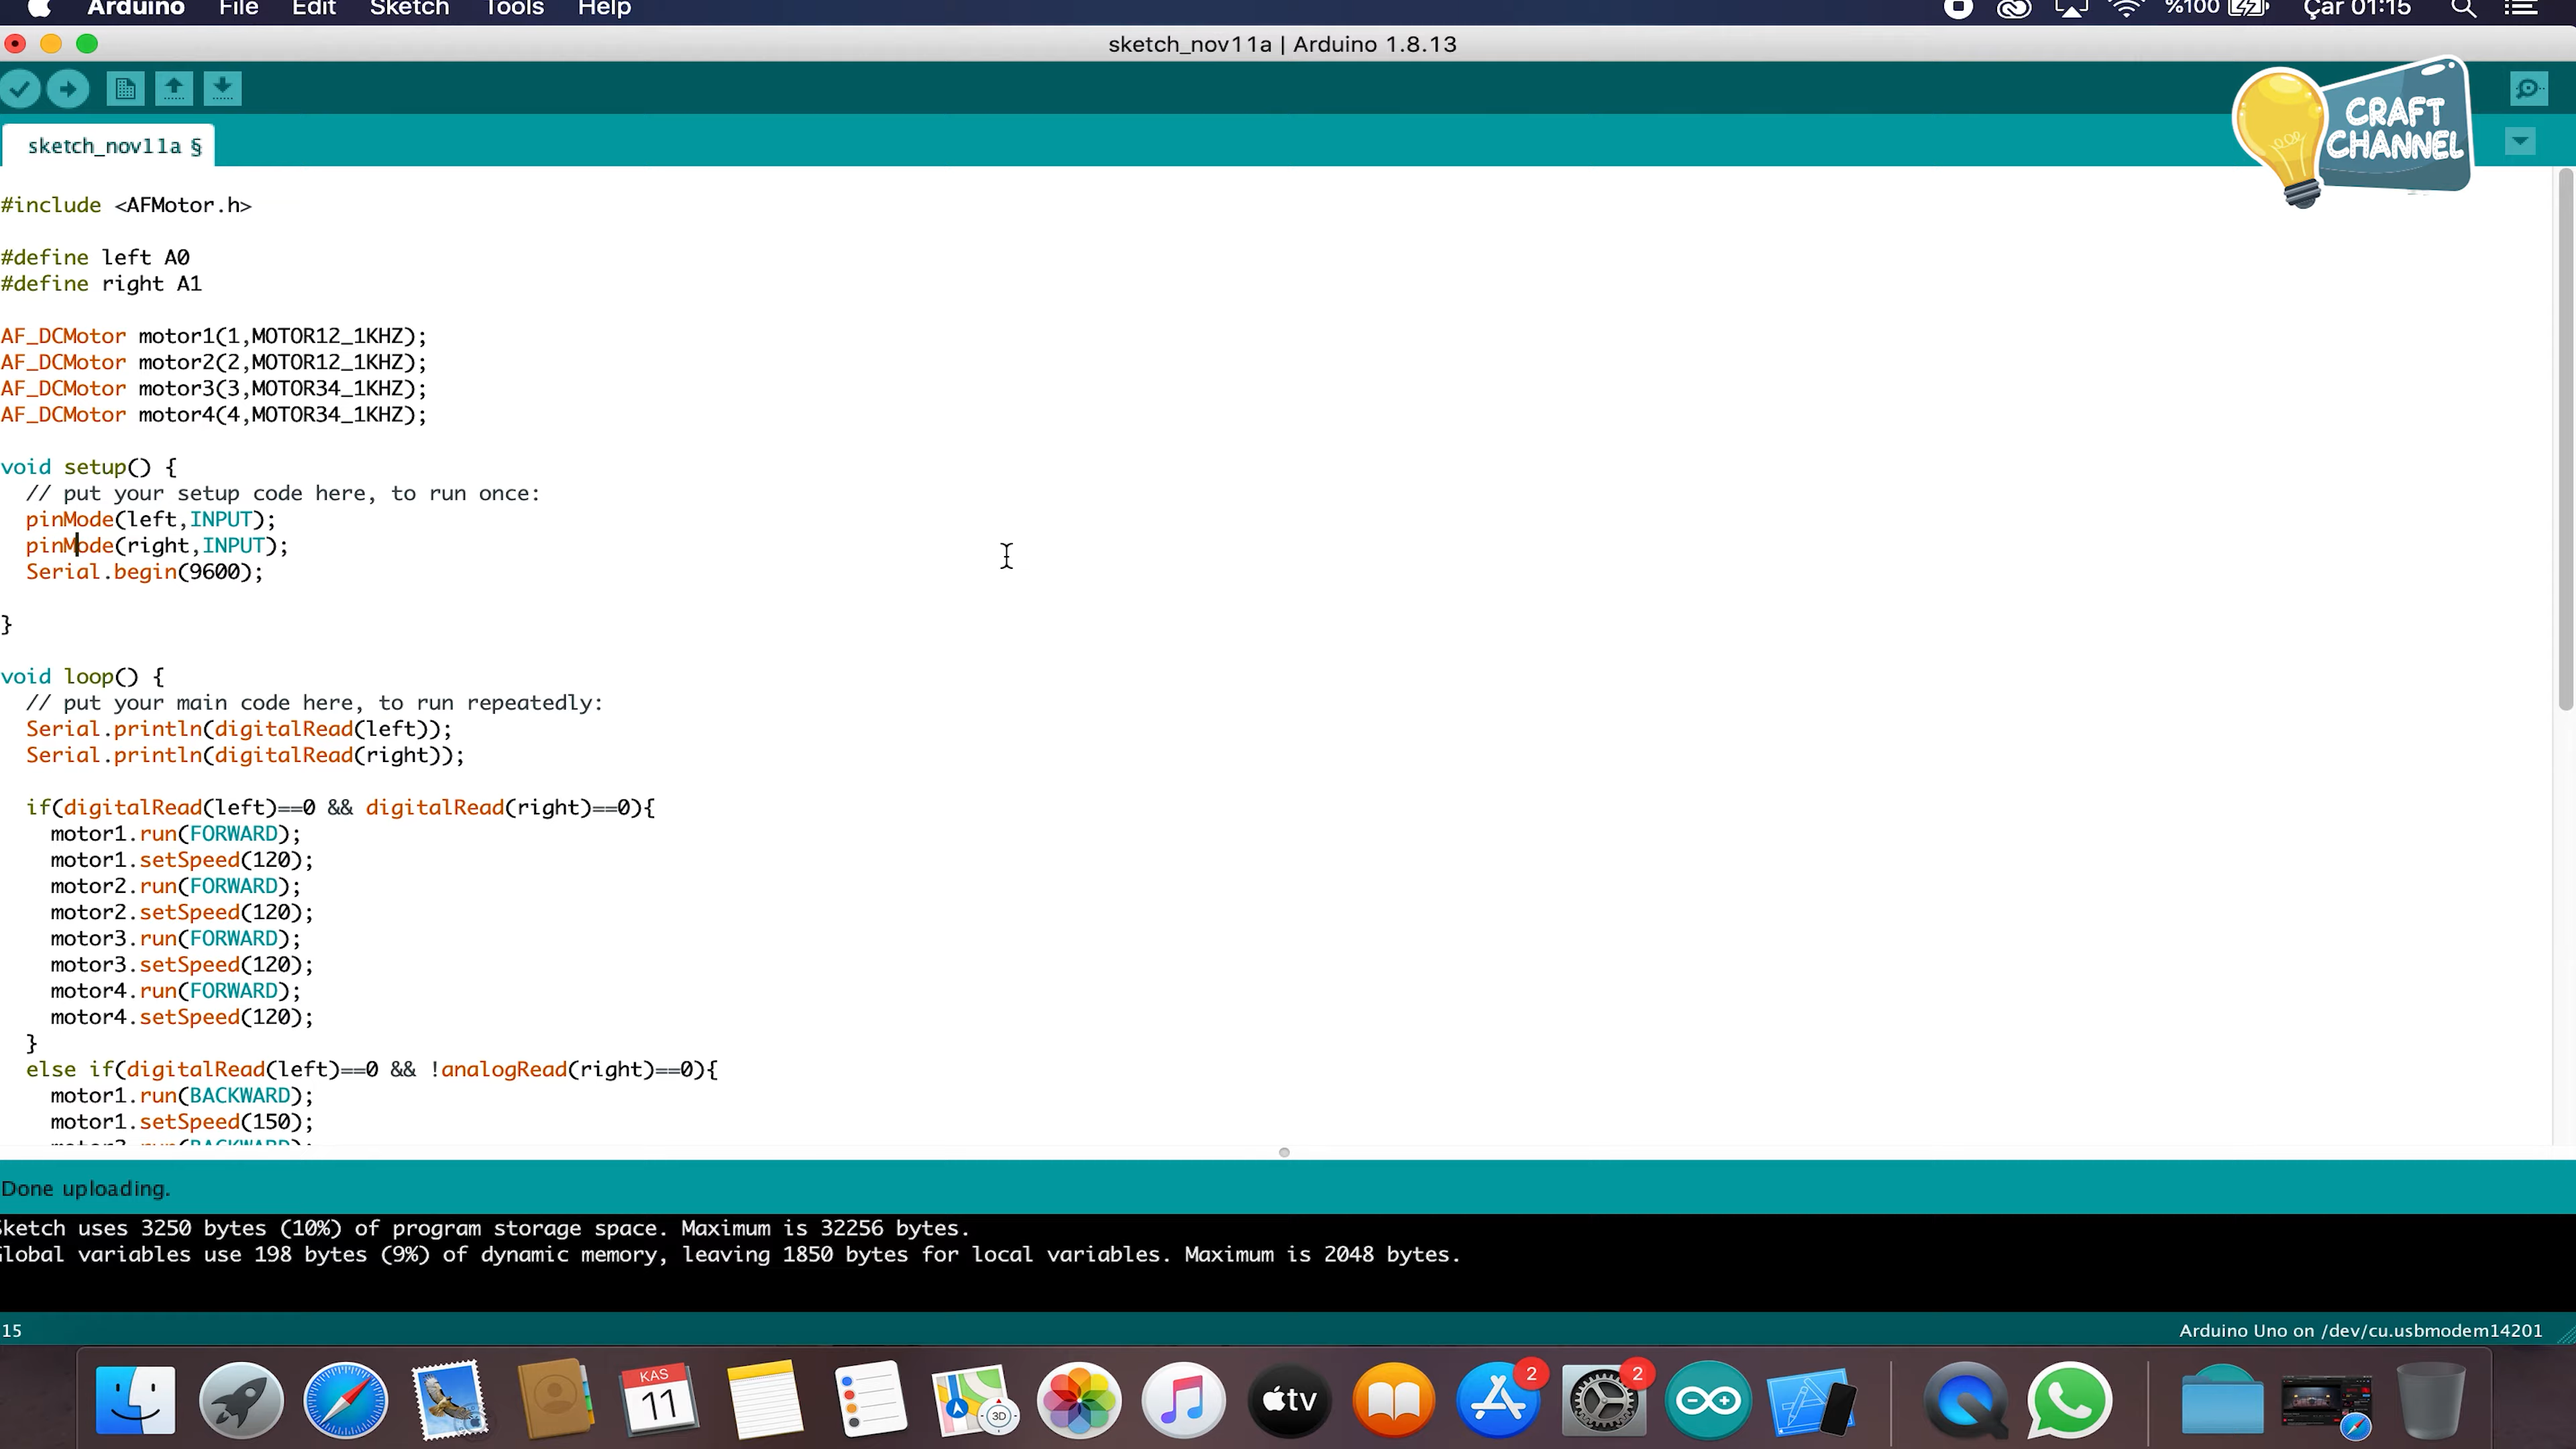 Arduino File Edit Sketch Tools Help %100 Çar 01:15
sketch_nov11a | Arduino 1.8.13
CRAFT
CHANNEL
sketch_nov11a §
#include <AFMotor.h>
#define left A0
#define right A1
AF_DCMotor motor1(1,MOTOR12_1KHZ);
AF_DCMotor motor2(2,MOTOR12_1KHZ);
AF_DCMotor motor3(3,MOTOR34_1KHZ);
AF_DCMotor motor4(4,MOTOR34_1KHZ);
void setup() {
// put your setup code here, to run once:
pinMode(left,INPUT);
pinMode(right,INPUT);
Serial.begin(9600);
}
void loop() {
// put your main code here, to run repeatedly:
Serial.println(digitalRead(left));
Serial.println(digitalRead(right));
if(digitalRead(left)==0 && digitalRead(right)==0){
motor1.run(FORWARD);
motor1.setSpeed(120);
motor2.run(FORWARD);
motor2.setSpeed(120);
motor3.run(FORWARD);
motor3.setSpeed(120);
motor4.run(FORWARD);
motor4.setSpeed(120);
}
else if(digitalRead(left)==0 && !analogRead(right)==0){
motor1.run(BACKWARD);
motor1.setSpeed(150);
Done uploading.
Sketch uses 3250 bytes (10%) of program storage space. Maximum is 32256 bytes.
Global variables use 198 bytes (9%) of dynamic memory, leaving 1850 bytes for local variables. Maximum is 2048 bytes.
15 Arduino Uno on /dev/cu.usbmodem14201
KAS
11
3D
tv
2
2